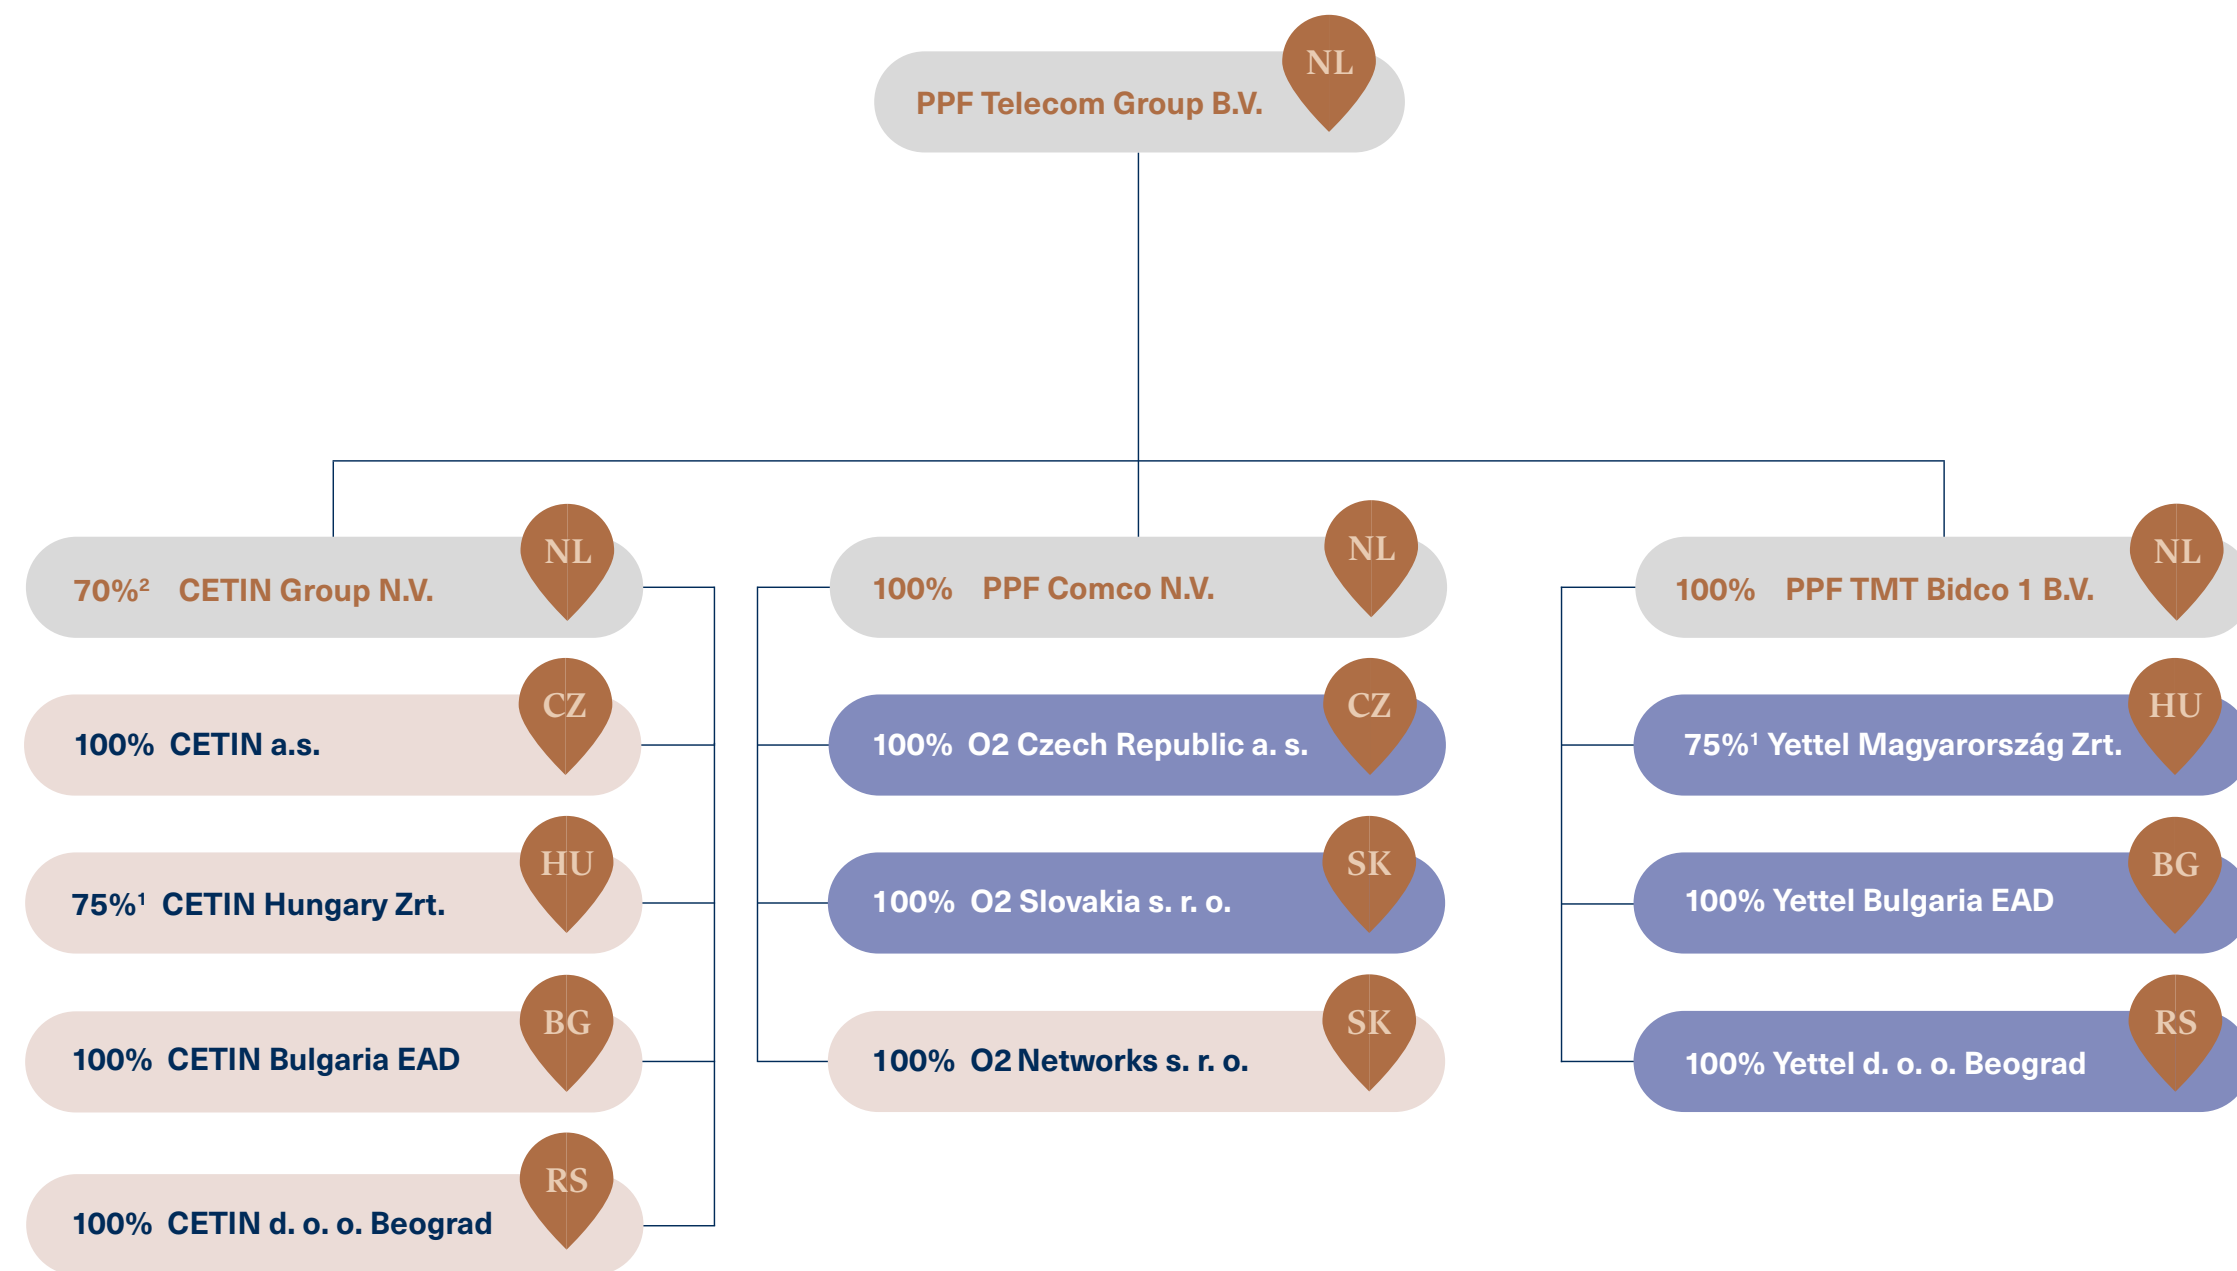 NL
PPF Telecom Group B.V.
NL
70%² CETIN Group N.V.
CZ
100% CETIN a.s.
HU
75%¹ CETIN Hungary Zrt.
BG
100% CETIN Bulgaria EAD
RS
100% CETIN d. o. o. Beograd
NL
100% PPF Comco N.V.
CZ
100% O2 Czech Republic a. s.
SK
100% O2 Slovakia s. r. o.
SK
100% O2 Networks s. r. o.
NL
100% PPF TMT Bidco 1 B.V.
HU
75%¹ Yettel Magyarország Zrt.
BG
100% Yettel Bulgaria EAD
RS
100% Yettel d. o. o. Beograd